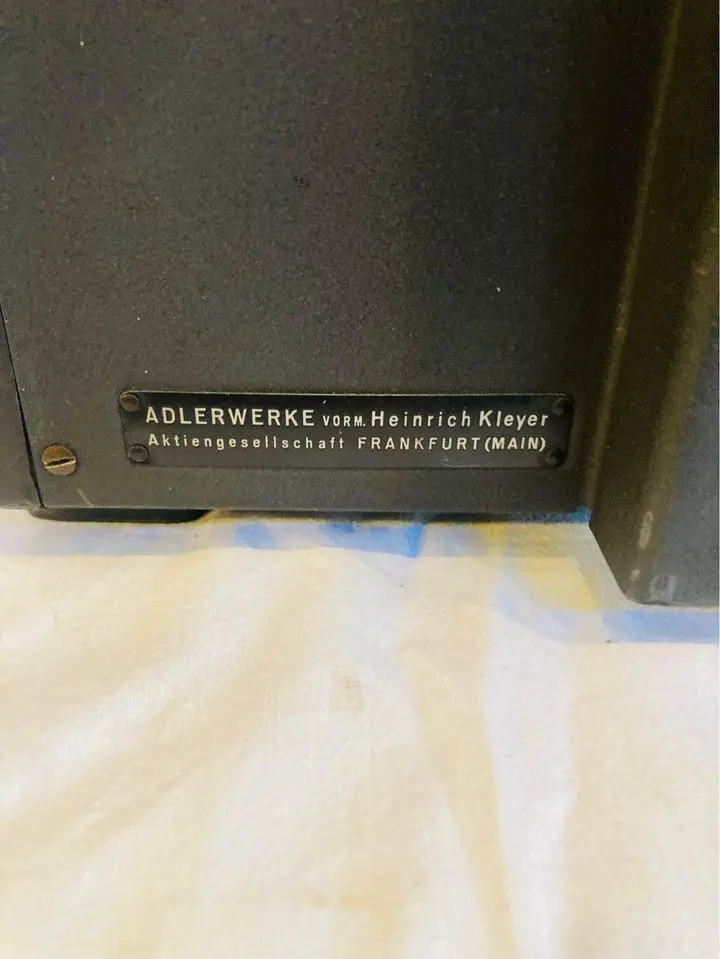 ADLERWERKE VORM. Heinrich Kleyer
Aktiengesellschaft FRANKFURT (MAIN)